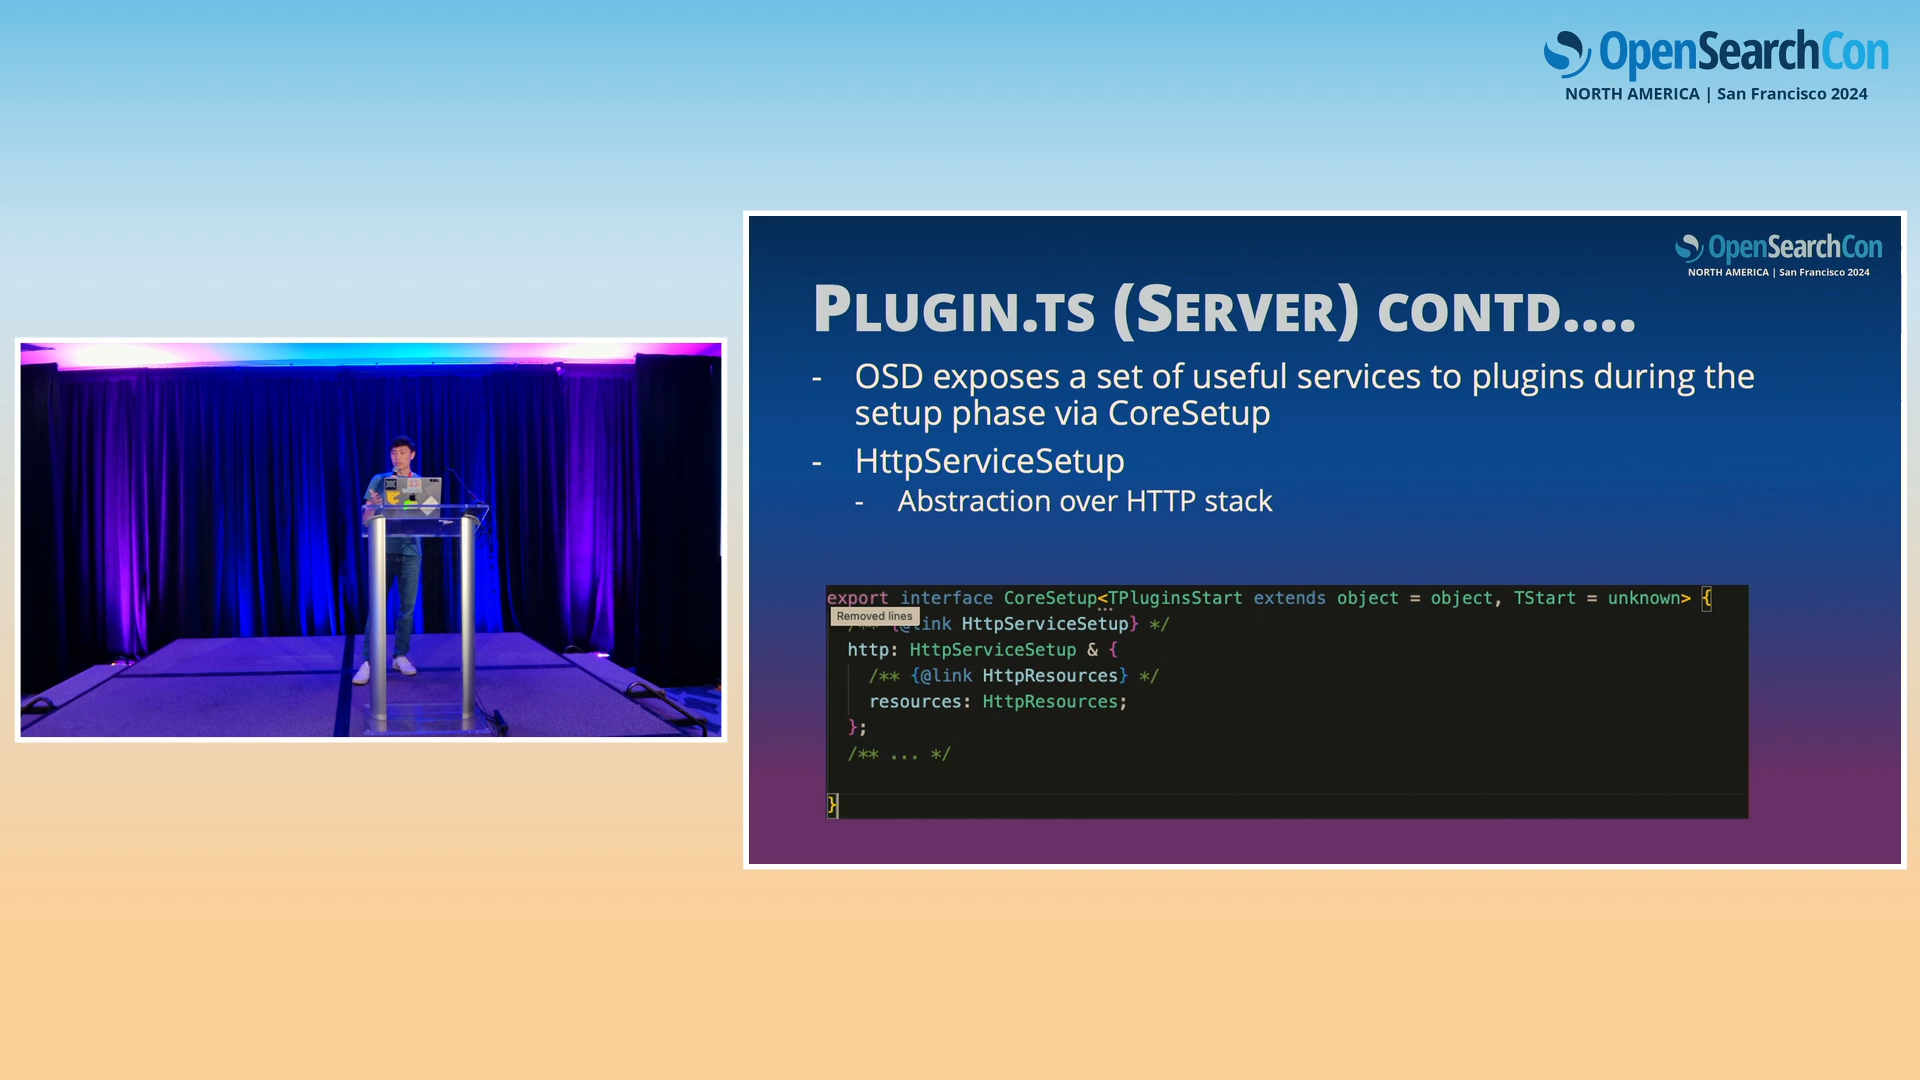 OpenSearchCon
NORTH AMERICA | San Francisco 2024
OpenSearchCon
NORTH AMERICA | San Francisco 2024
PLUGIN.TS (SERVER) CONTD....
- OSD exposes a set of useful services to plugins during the
setup phase via CoreSetup
- HttpServiceSetup
- Abstraction over HTTP stack
export interface CoreSetup<TPluginsStart extends object = object, TStart = unknown> {
Removed lines
/** {@link HttpServiceSetup} */
http: HttpServiceSetup & {
/** {@link HttpResources} */
resources: HttpResources;
};
/** ... */
}